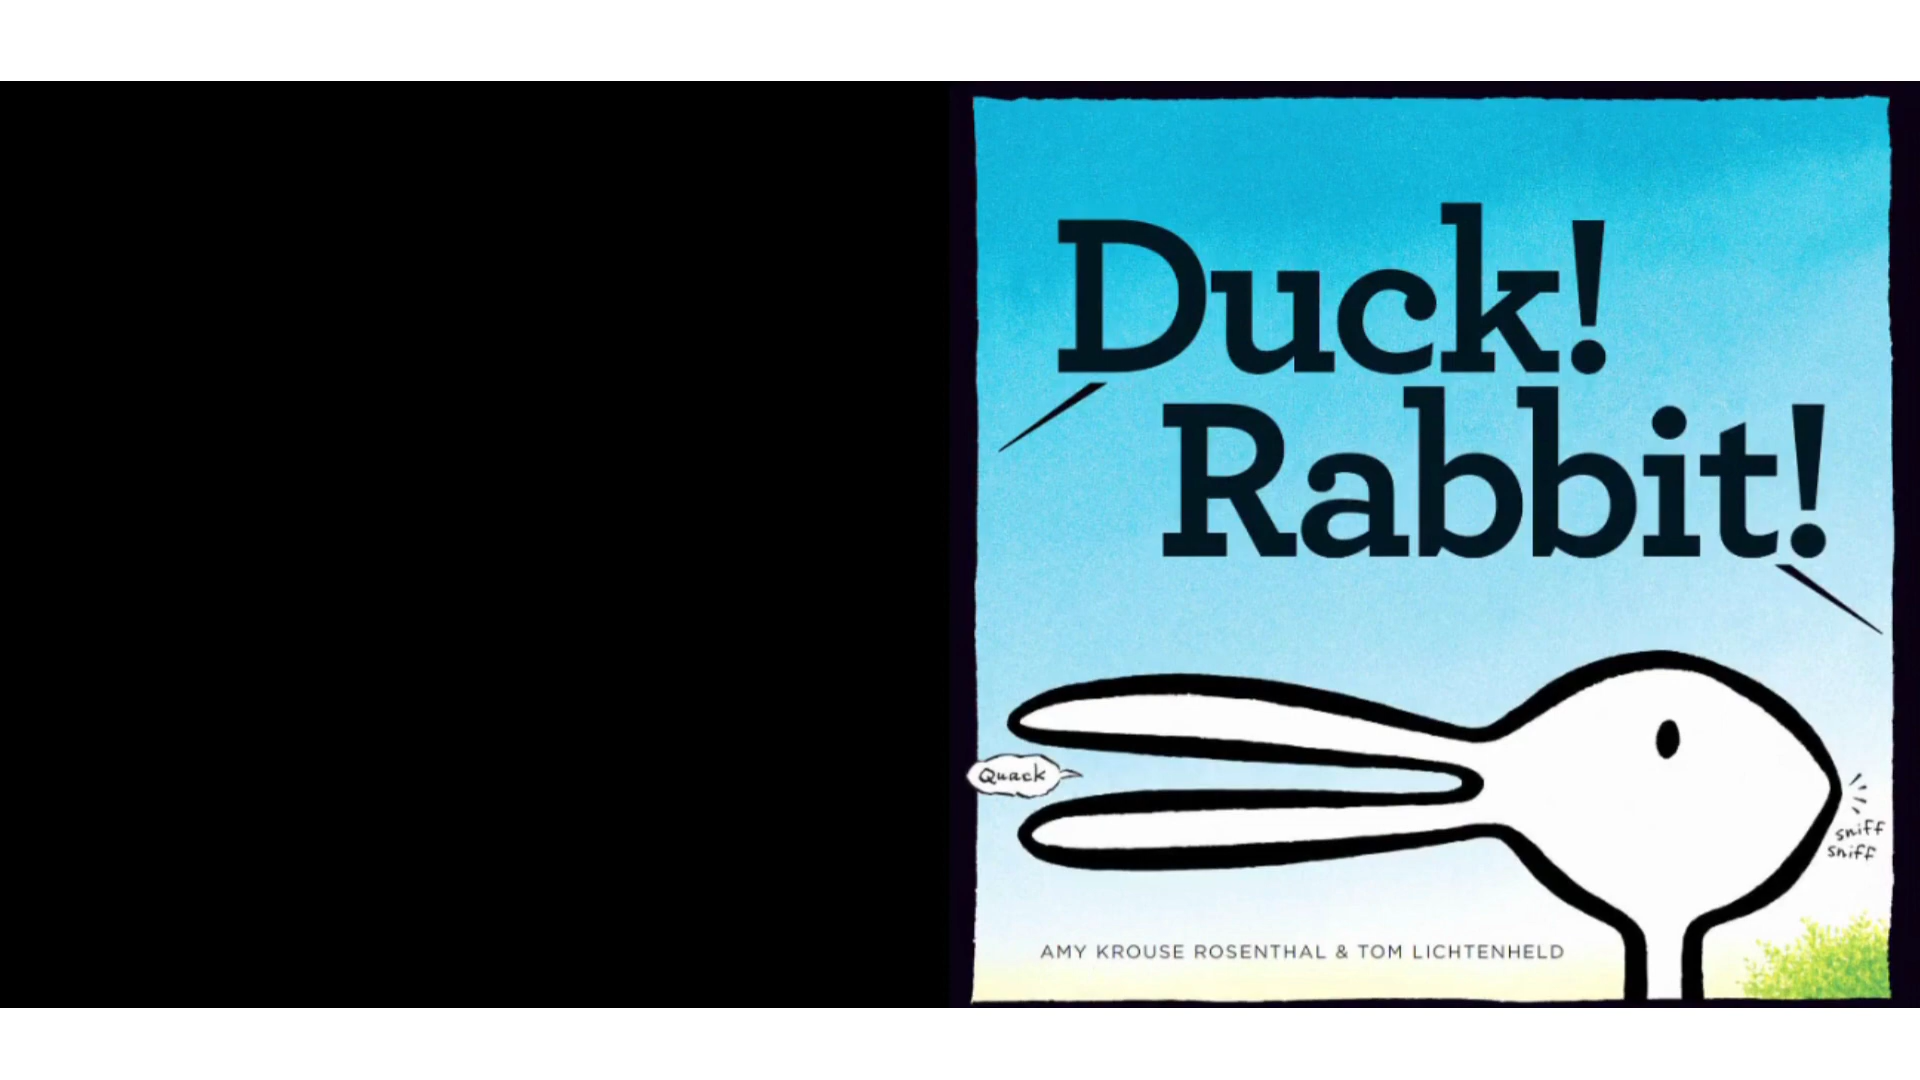 Duck!
Rabbit!
Quack
sniff
sniff
AMY KROUSE ROSENTHAL & TOM LICHTENHELD